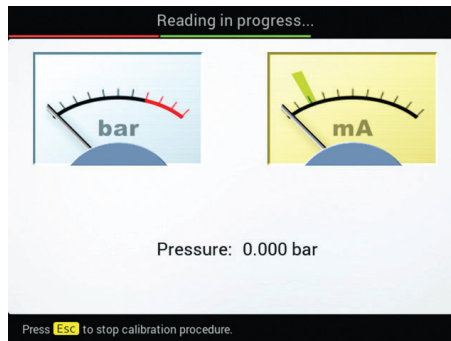 Reading in progress...
bar
mA
Pressure: 0.000 bar
Press Esc to stop calibration procedure.